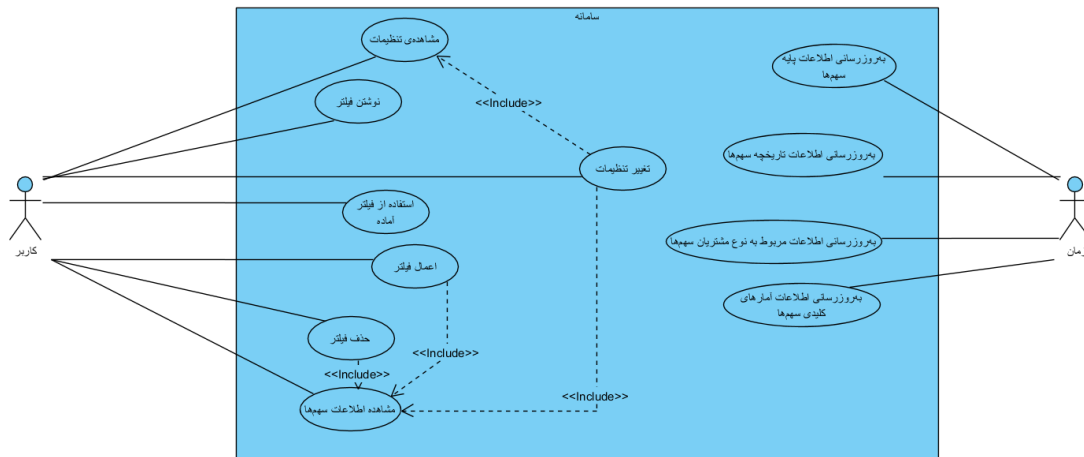 سامانه
مشاهده‌ی تنظیمات
به‌روزرسانی اطلاعات پایه
سهم‌ها
نوشتن فیلتر
<<Include>>
به‌روزرسانی اطلاعات تاریخچه سهم‌ها
تغییر تنظیمات
استفاده از فیلتر
آماده
به‌روزرسانی اطلاعات مربوط به نوع مشتریان سهم‌ها
کاربر
زمان
اعمال فیلتر
به‌روزرسانی اطلاعات آمارهای
کلیدی سهم‌ها
حذف فیلتر
<<Include>>
<<Include>>
<<Include>>
مشاهده اطلاعات سهم‌ها